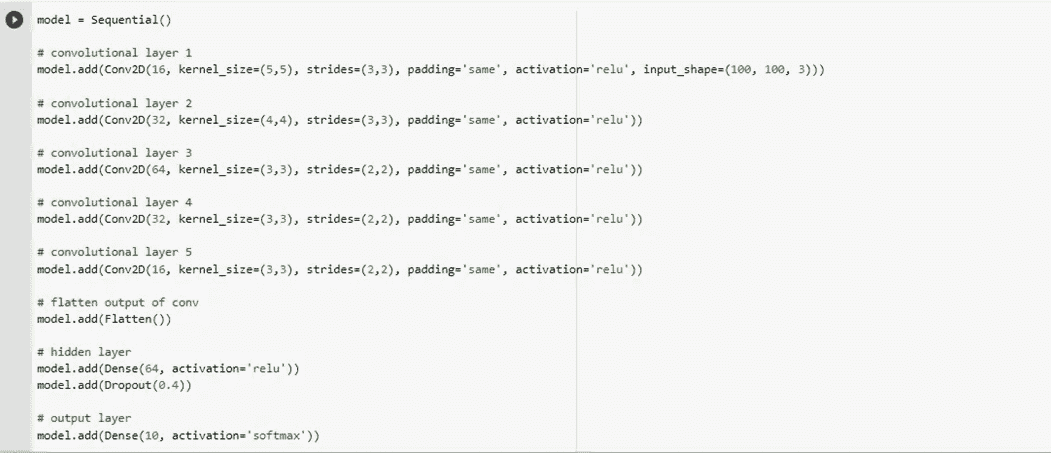 model = Sequential()
# convolutional layer 1
model.add(Conv2D(16, kernel_size=(5,5), strides=(3,3), padding='same', activation='relu', input_shape=(100, 100, 3)))
# convolutional layer 2
model.add(Conv2D(32, kernel_size=(4,4), strides=(3,3), padding='same', activation='relu'))
# convolutional layer 3
model.add(Conv2D(64, kernel_size=(3,3), strides=(2,2), padding='same', activation='relu'))
# convolutional layer 4
model.add(Conv2D(32, kernel_size=(3,3), strides=(2,2), padding='same', activation='relu'))
# convolutional layer 5
model.add(Conv2D(16, kernel_size=(3,3), strides=(2,2), padding='same', activation='relu'))
# flatten output of conv
model.add(Flatten())
# hidden layer
model.add(Dense(64, activation='relu'))
model.add(Dropout(0.4))
# output layer
model.add(Dense(10, activation='softmax'))